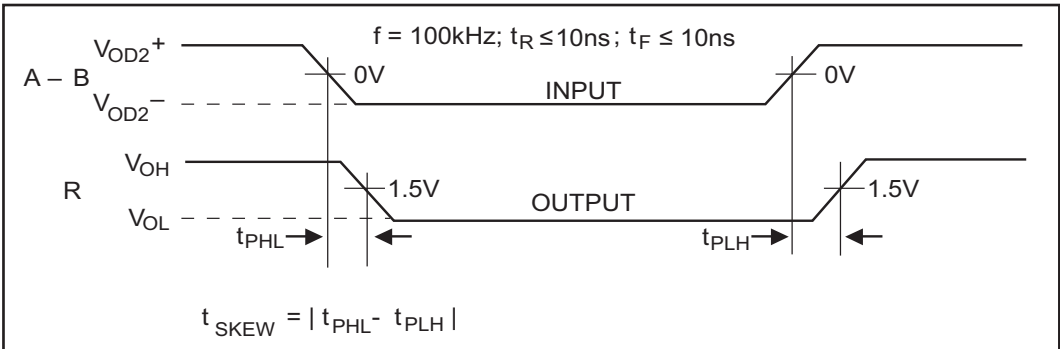 f = 100kHz; tR ≤10ns; tF ≤ 10ns
VOD2+
A – B
0V
0V
INPUT
VOD2–
VOH
R
1.5V
1.5V
OUTPUT
VOL
tPHL
tPLH
tSKEW = | tPHL- tPLH |